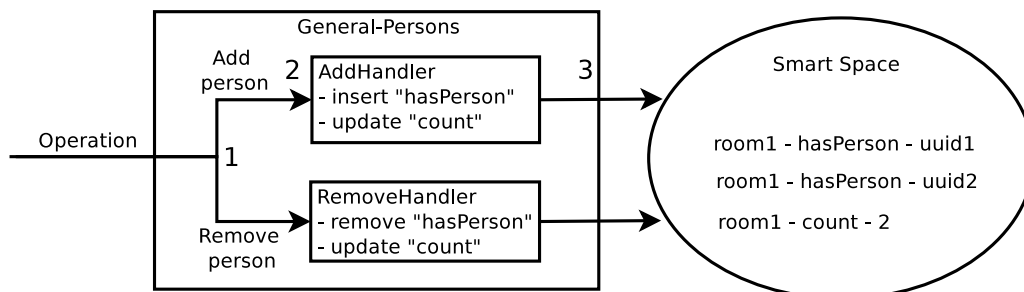 General-Persons
Operation
1
Add
person
2
AddHandler
- insert "hasPerson"
- update "count"
3
Remove
person
RemoveHandler
- remove "hasPerson"
- update "count"
Smart Space
room1 - hasPerson - uuid1
room1 - hasPerson - uuid2
room1 - count - 2